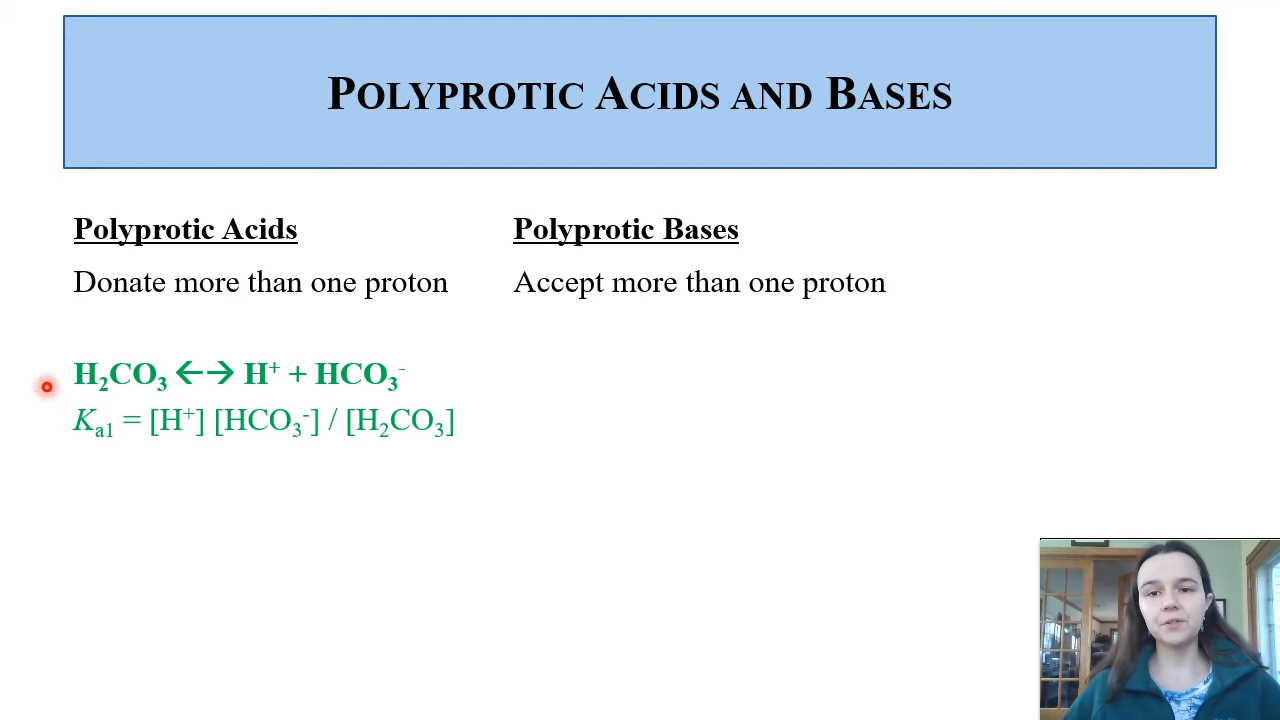 POLYPROTIC ACIDS AND BASES
Polyprotic Acids
Donate more than one proton
Polyprotic Bases
Accept more than one proton
H₂CO₃ ←→ H⁺ + HCO₃⁻
Kₐ₁ = [H⁺] [HCO₃⁻] / [H₂CO₃]